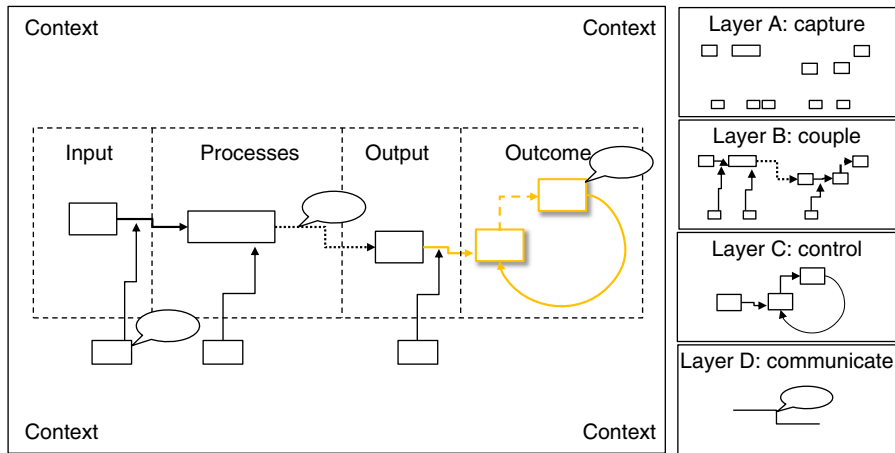 Context
Context
Input
Processes
Output
Outcome
Context
Context
Layer A: capture
Layer B: couple
Layer C: control
Layer D: communicate